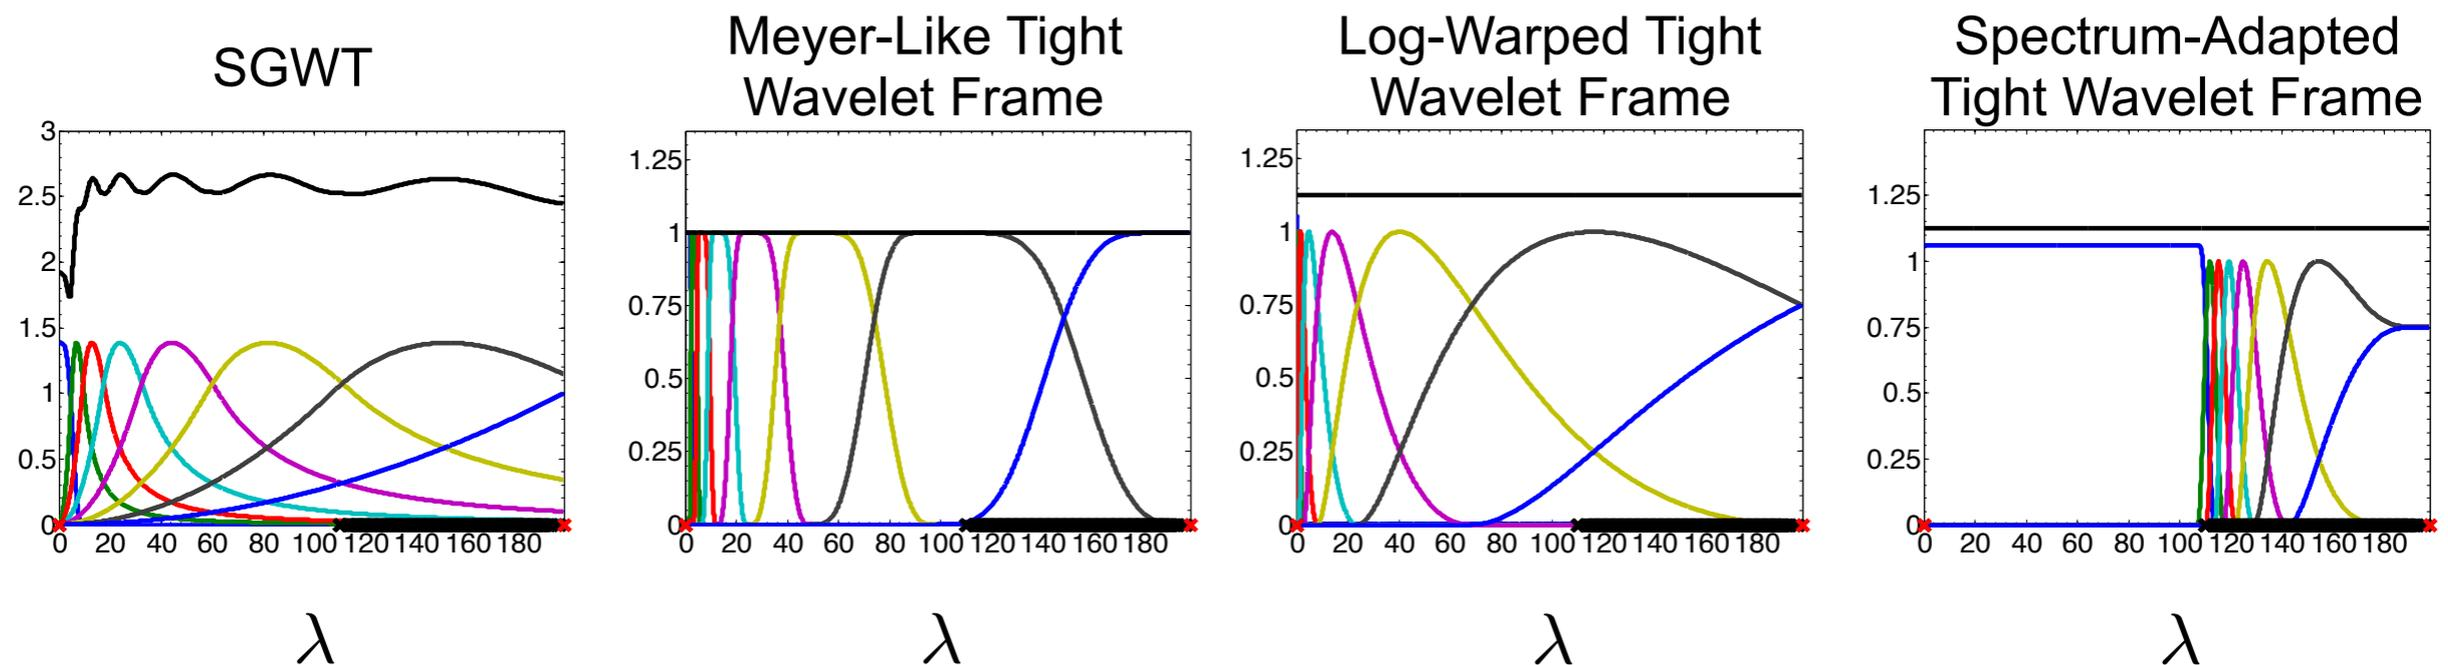 SGWT
3
2.5
2
1.5
1
0.5
0
0 20 40 60 80 100 120 140 160 180
λ
Meyer-Like Tight
Wavelet Frame
1.25
1
0.75
0.5
0.25
0
0 20 40 60 80 100 120 140 160 180
λ
Log-Warped Tight
Wavelet Frame
1.25
1
0.75
0.5
0.25
0
0 20 40 60 80 100 120 140 160 180
λ
Spectrum-Adapted
Tight Wavelet Frame
1.25
1
0.75
0.5
0.25
0
0 20 40 60 80 100 120 140 160 180
λ